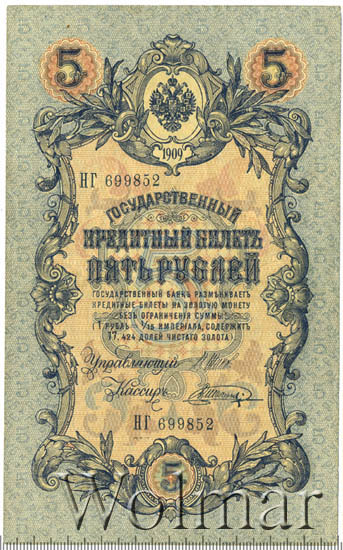 5 5
1909
НГ 699852
ГОСУДАРСТВЕННЫЙ
КРЕДИТНЫЙ БИЛЕТЪ
ПЯТЬ РУБЛЕЙ
ГОСУДАРСТВЕННЫЙ БАНКЪ РАЗМѢНИВАЕТЪ
КРЕДИТНЫЕ БИЛЕТЫ НА ЗОЛОТУЮ МОНЕТУ
БЕЗЪ ОГРАНИЧЕНІЯ СУММЫ
(1 РУБЛЬ = 1/15 ИМПЕРІАЛА, СОДЕРЖИТЪ
17,424 ДОЛЕЙ ЧИСТАГО ЗОЛОТА)
Управляющій
Кассиръ
НГ 699852
5
Wolmar